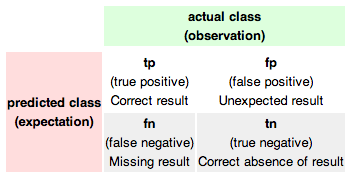 actual class
(observation)
tp
(true positive)
Correct result
fp
(false positive)
Unexpected result
predicted class
(expectation)
fn
(false negative)
Missing result
tn
(true negative)
Correct absence of result